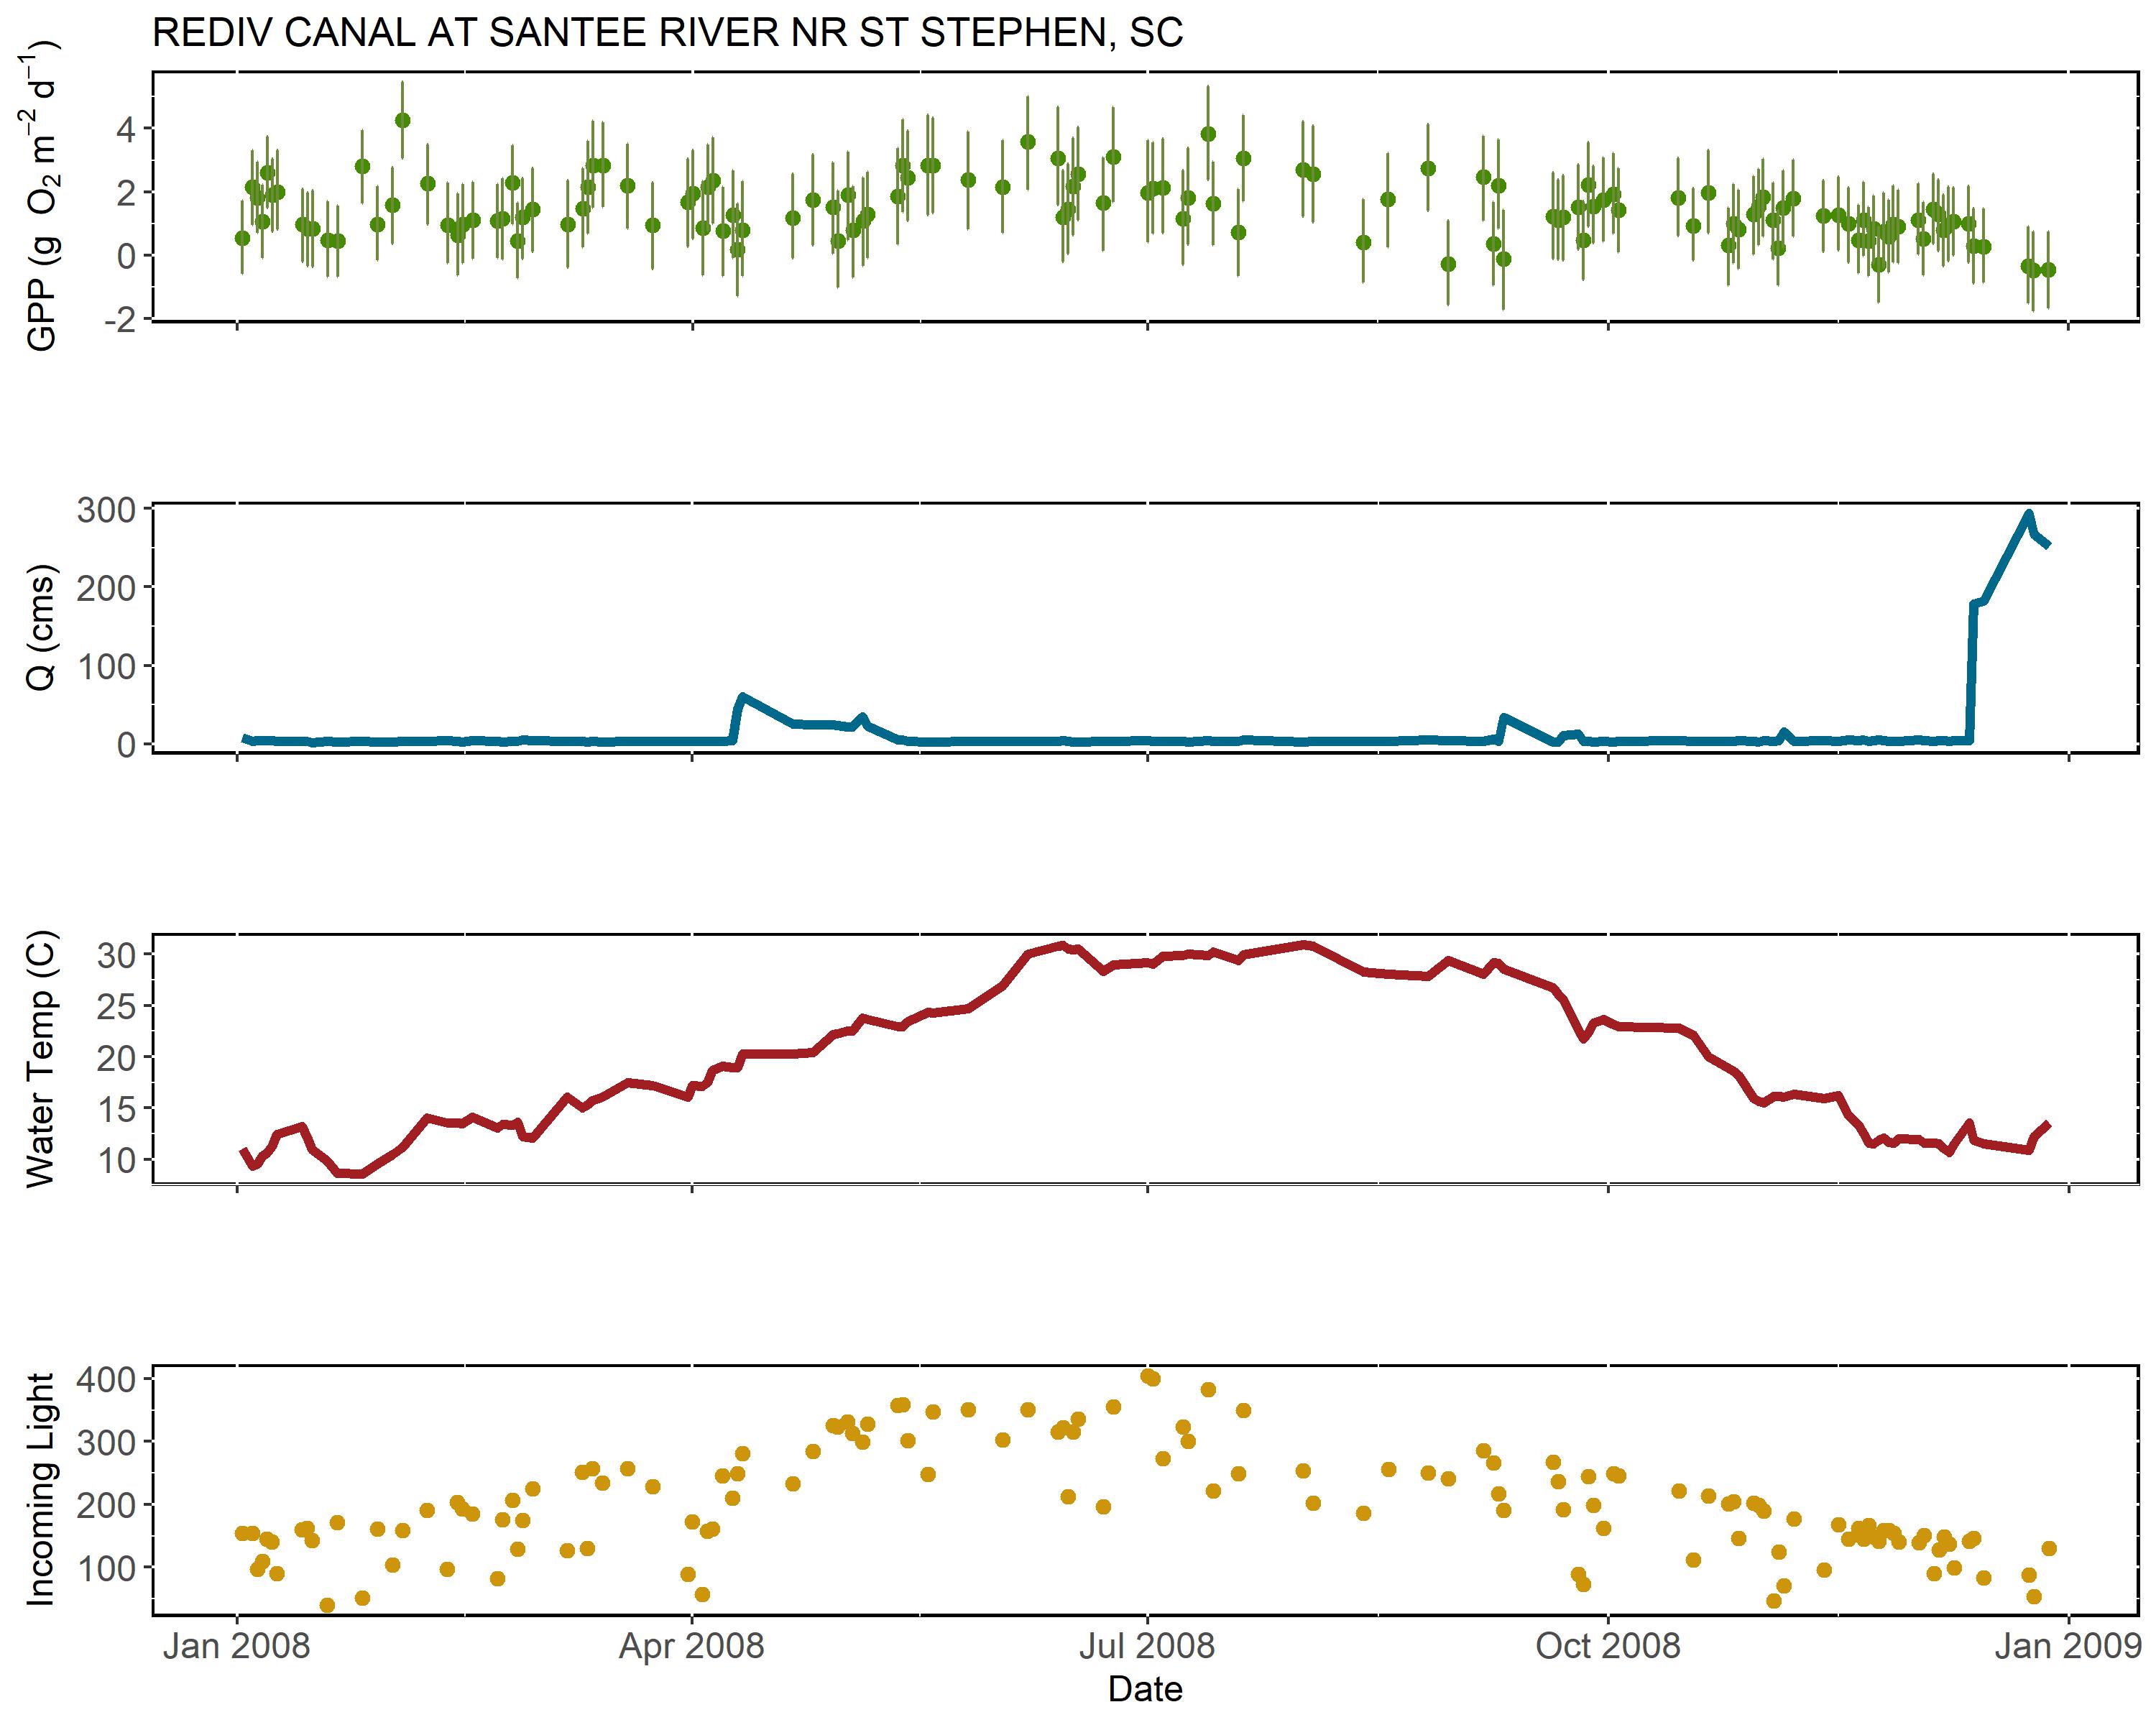 REDIV CANAL AT SANTEE RIVER NR ST STEPHEN, SC
GPP (g O₂ m⁻² d⁻¹)
4
2
0
-2
Q (cms)
300
200
100
0
Water Temp (C)
30
25
20
15
10
Incoming Light
400
300
200
100
Jan 2008 Apr 2008 Jul 2008 Oct 2008 Jan 2009
Date